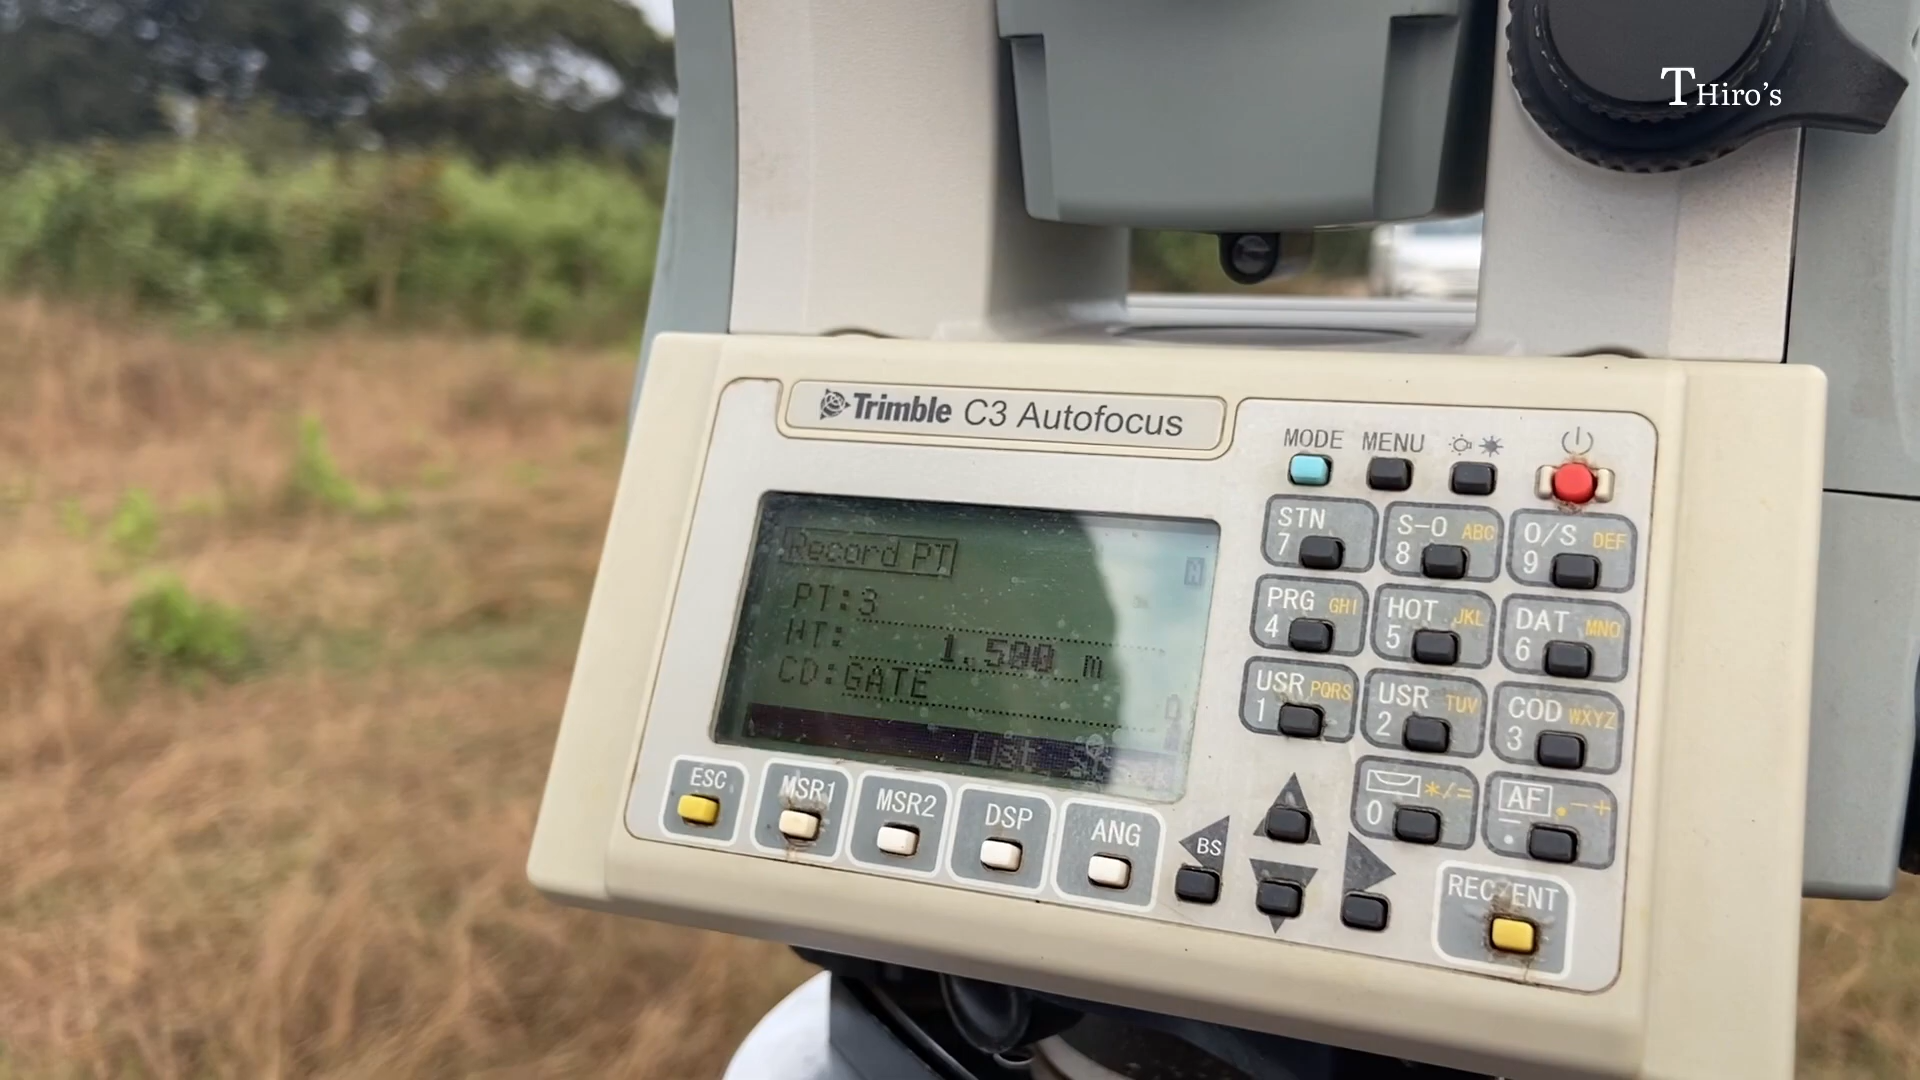 THiro's
Trimble C3 Autofocus
MODE MENU
Record PT
PT:3
HT: 1.500 m
CD:GATE
List
STN 7
S-O ABC 8
O/S DEF 9
PRG GHI 4
HOT JKL 5
DAT MNO 6
USR PQRS 1
USR TUV 2
COD WXYZ 3
0 */=
AF .-+
ESC
MSR1
MSR2
DSP
ANG
BS
REC/ENT